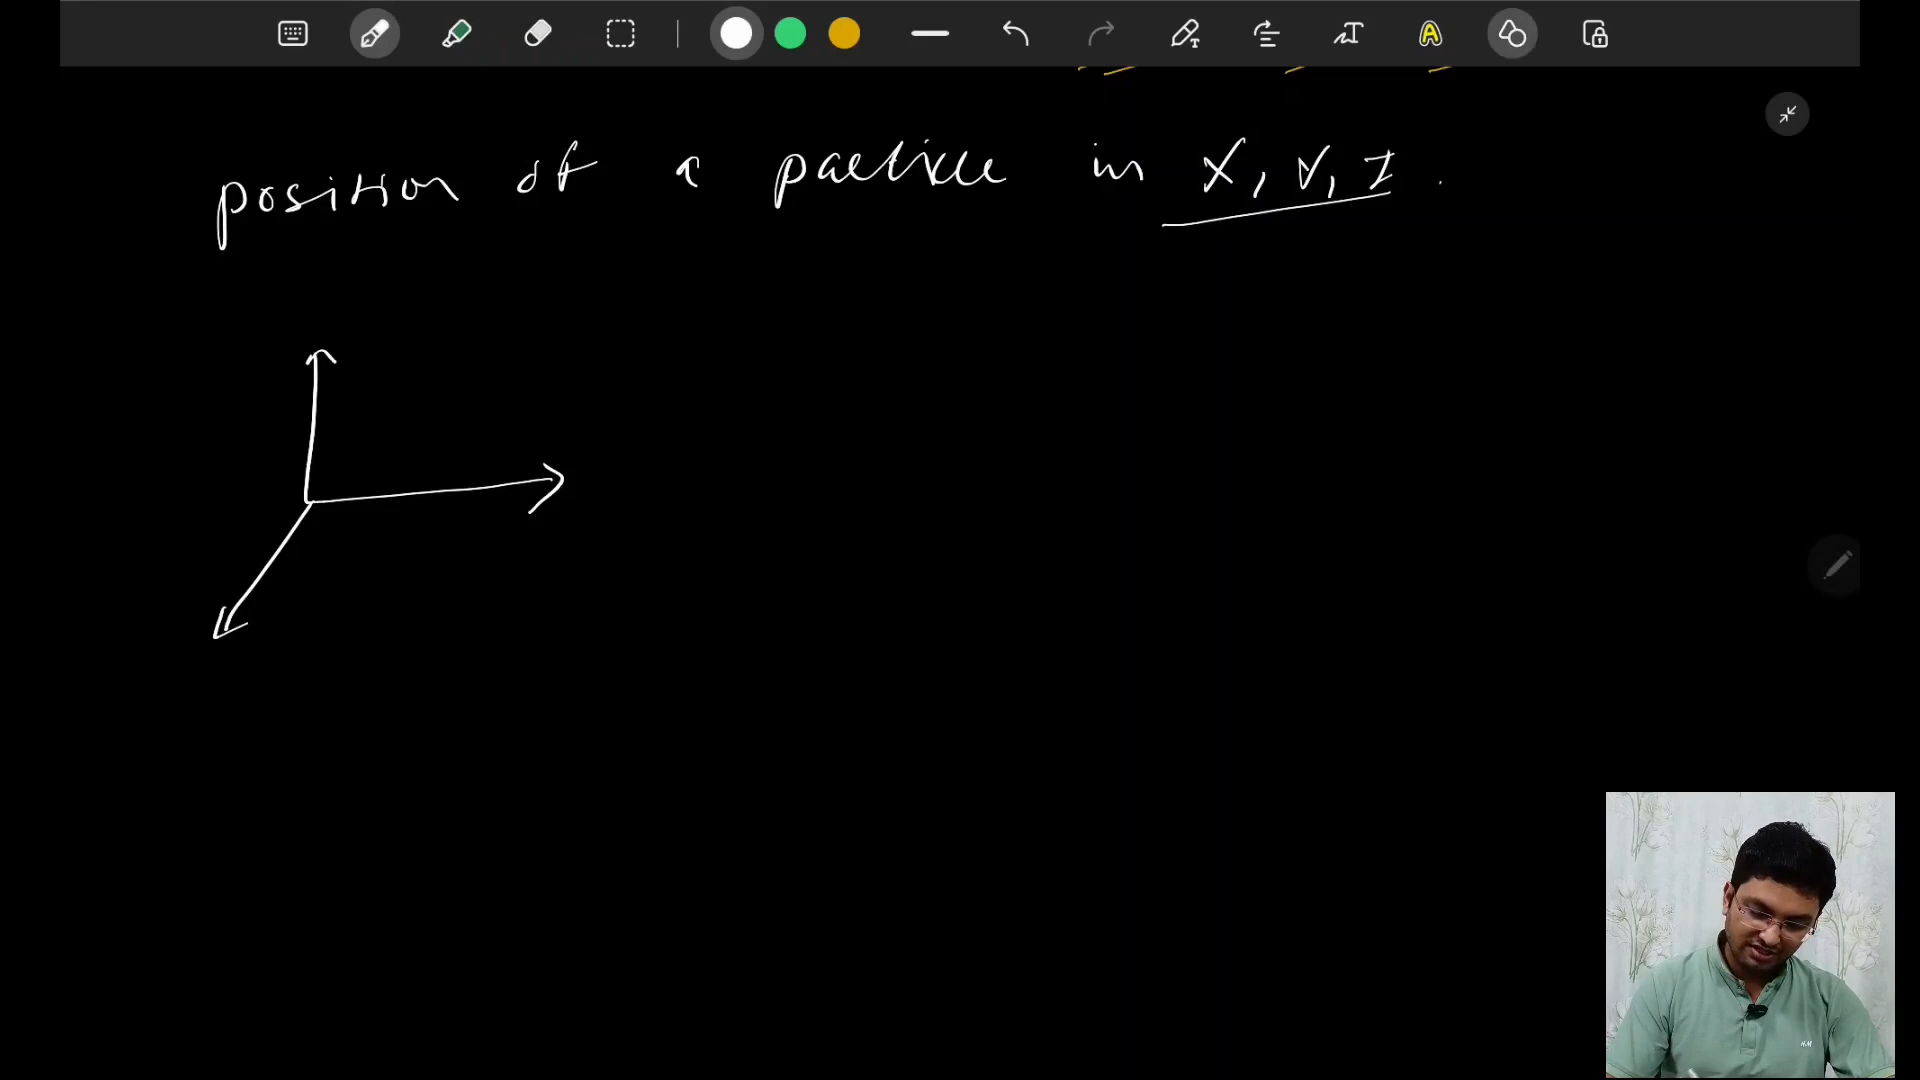 position of a particle in X, Y, Z.